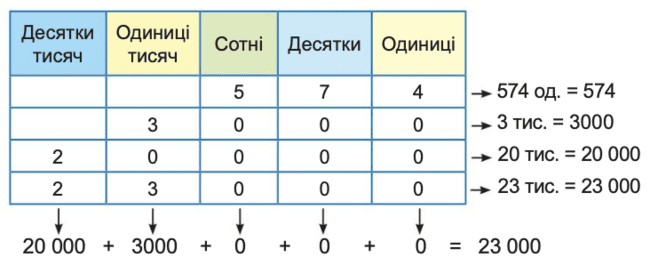 Десятки тисяч Одиниці тисяч Сотні Десятки Одиниці
5 7 4 → 574 од. = 574
3 0 0 0 → 3 тис. = 3000
2 0 0 0 0 → 20 тис. = 20 000
2 3 0 0 0 → 23 тис. = 23 000
20 000 + 3000 + 0 + 0 + 0 = 23 000